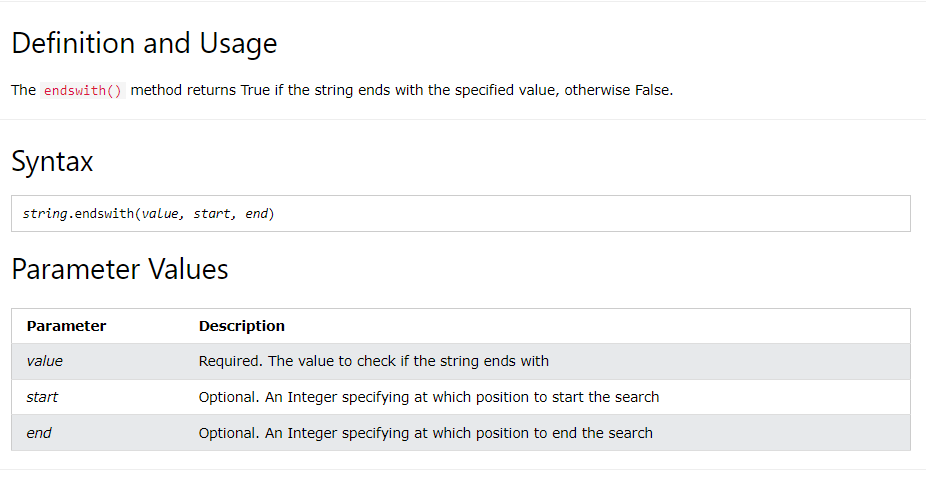 Definition and Usage
The endswith() method returns True if the string ends with the specified value, otherwise False.
Syntax
string.endswith(value, start, end)
Parameter Values
Parameter Description
value Required. The value to check if the string ends with
start Optional. An Integer specifying at which position to start the search
end Optional. An Integer specifying at which position to end the search